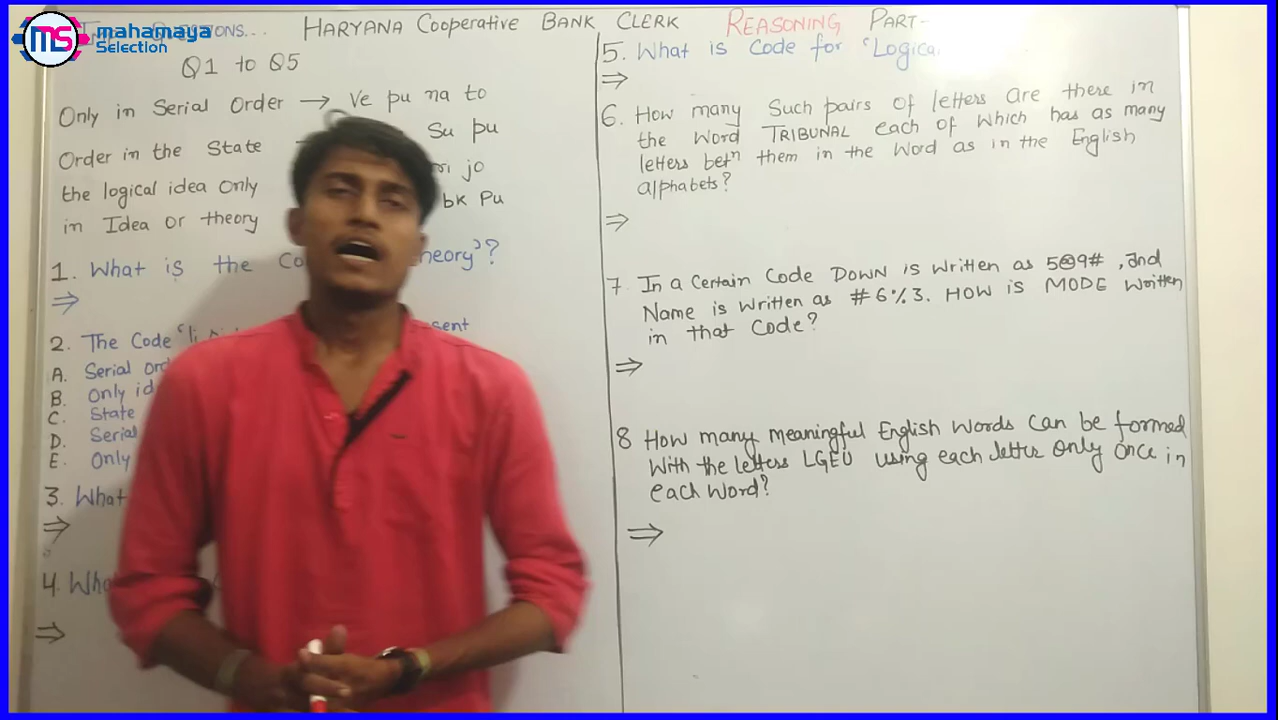 mahamaya
Selection
QUESTIONS...
HARYANA COOPERATIVE BANK CLERK REASONING PART-
Q1 to Q5
Only in Serial Order → Ve pu na to
Order in the State Su pu
the logical idea only jo
in Idea or theory bk Pu
1. What is the Co heory'?
⇒
2. The Code sent
A. Serial
B. Only
C. State
D. Serial
E. Only
3. What
⇒
4.
⇒
5. What is Code for 'Logica
⇒
6. How many Such pairs of letters are there in
the Word TRIBUNAL each of which has as many
letters betn them in the Word as in the English
alphabets?
⇒
7. In a Certain Code DOWN is written as 5@9#, and
Name is written as #6%3. HOW is MODE written
in that Code?
⇒
8 How many meaningful English words can be formed
with the letters LGEU using each letter only once in
each word?
⇒